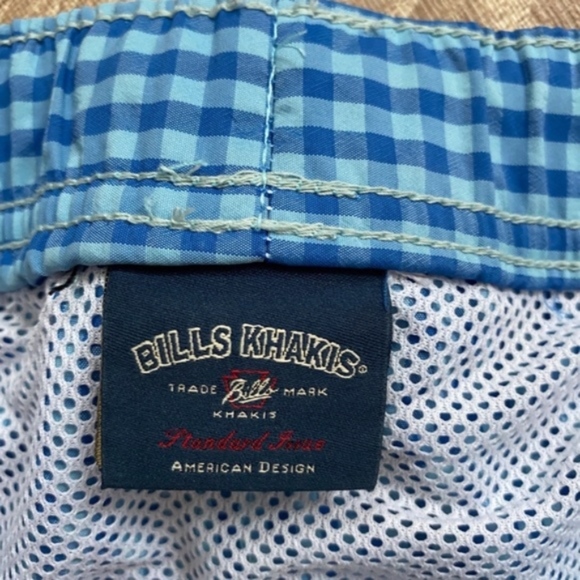 BILLS KHAKIS®
TRADE Bills MARK
KHAKIS
Standard Issue
AMERICAN DESIGN